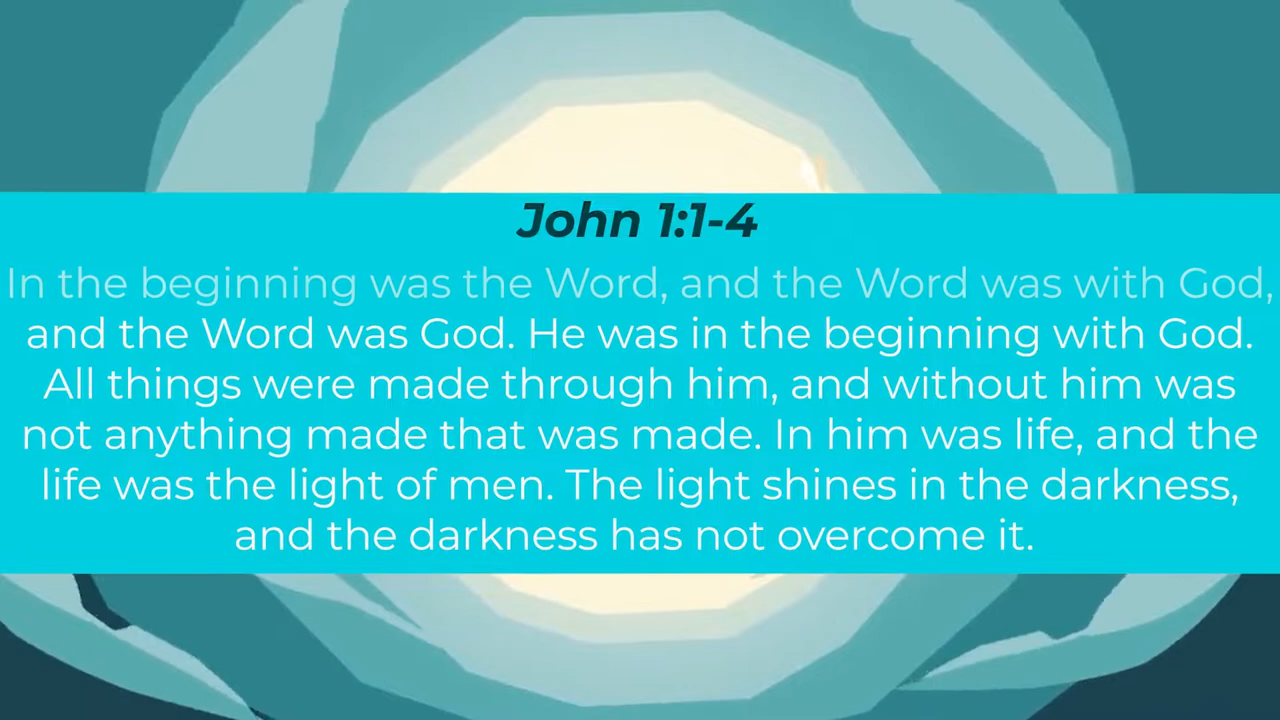 John 1:1-4
In the beginning was the Word, and the Word was with God,
and the Word was God. He was in the beginning with God.
All things were made through him, and without him was
not anything made that was made. In him was life, and the
life was the light of men. The light shines in the darkness,
and the darkness has not overcome it.